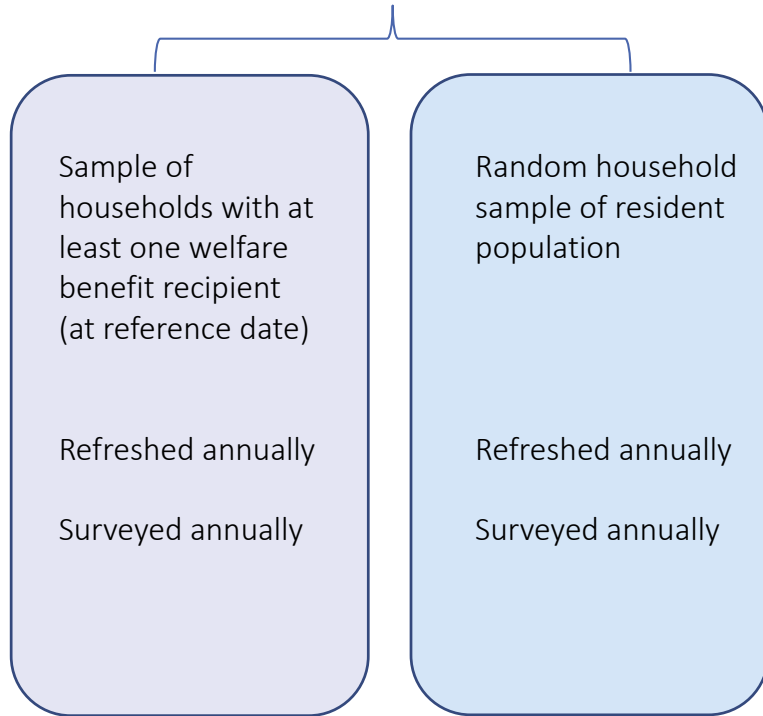 Sample of
households with at
least one welfare
benefit recipient
(at reference date)
Refreshed annually
Surveyed annually
Random household
sample of resident
population
Refreshed annually
Surveyed annually